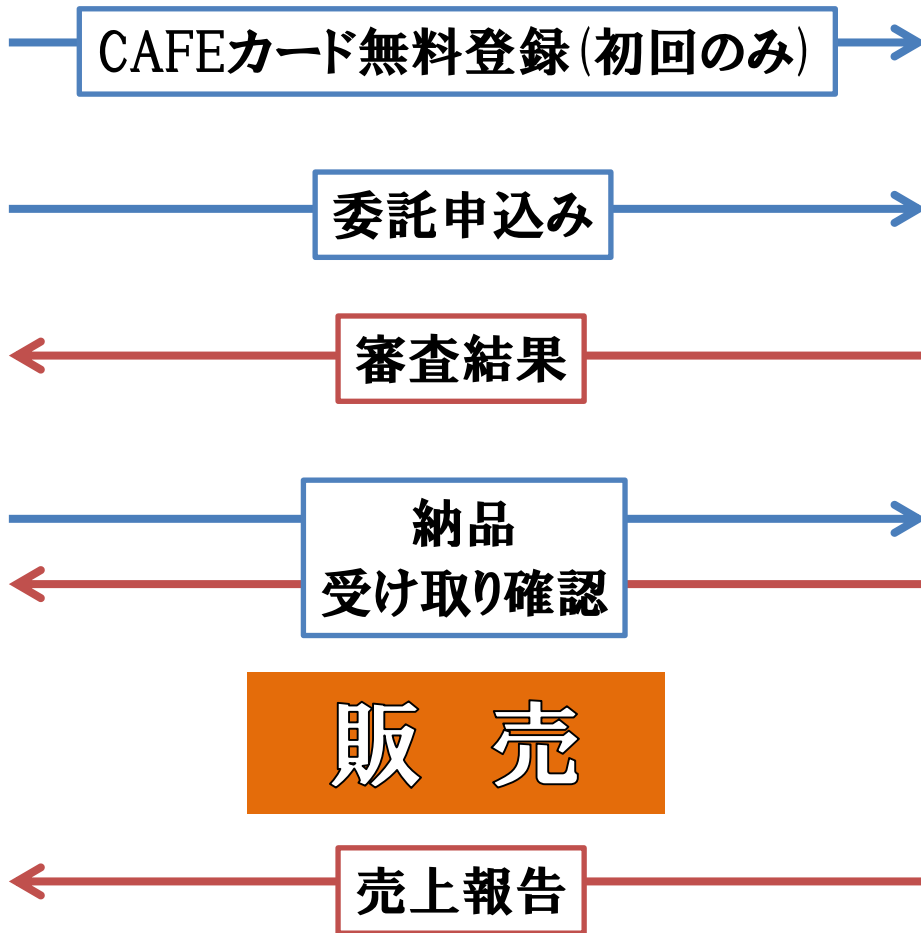 CAFEカード無料登録(初回のみ)
委託申込み
審査結果
納品
受け取り確認
販 売
売上報告